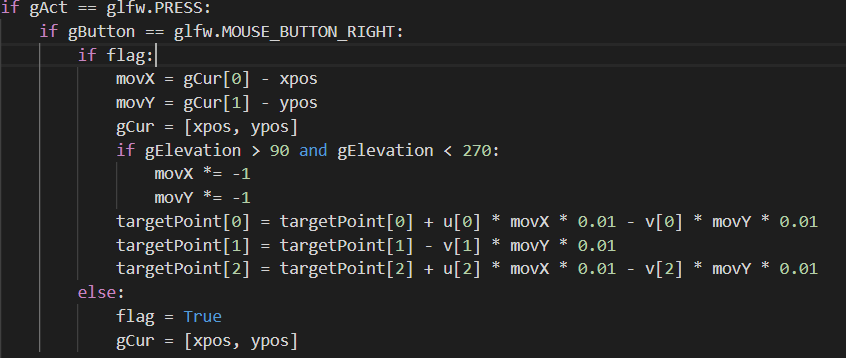 if gAct == glfw.PRESS:
    if gButton == glfw.MOUSE_BUTTON_RIGHT:
        if flag:
            movX = gCur[0] - xpos
            movY = gCur[1] - ypos
            gCur = [xpos, ypos]
            if gElevation > 90 and gElevation < 270:
                movX *= -1
                movY *= -1
            targetPoint[0] = targetPoint[0] + u[0] * movX * 0.01 - v[0] * movY * 0.01
            targetPoint[1] = targetPoint[1] - v[1] * movY * 0.01
            targetPoint[2] = targetPoint[2] + u[2] * movX * 0.01 - v[2] * movY * 0.01
        else:
            flag = True
            gCur = [xpos, ypos]